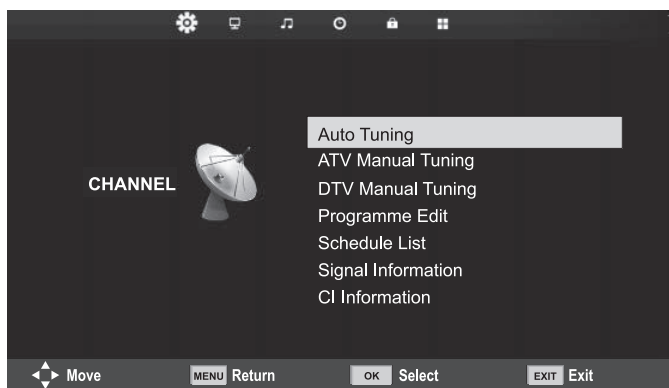 Auto Tuning
ATV Manual Tuning
CHANNEL
DTV Manual Tuning
Programme Edit
Schedule List
Signal Information
CI Information
Move MENU Return OK Select EXIT Exit